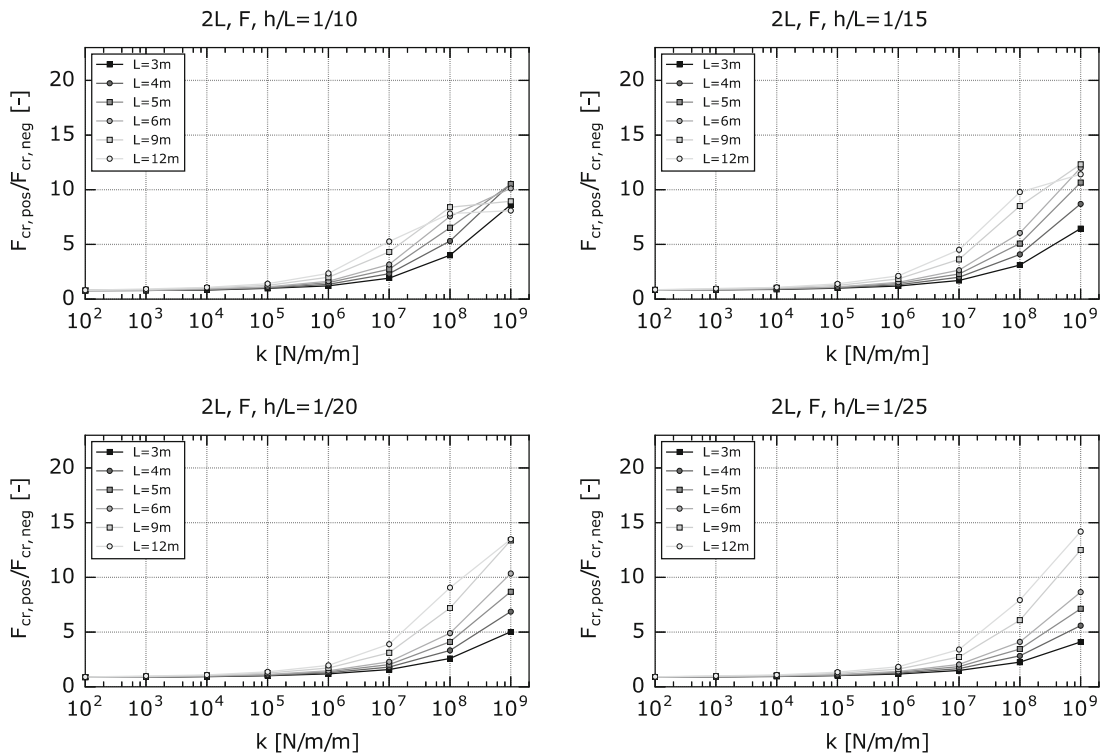 2L, F, h/L=1/10
F_cr,pos/F_cr,neg [-]
20
15
10
5
0
L=3m
L=4m
L=5m
L=6m
L=9m
L=12m
10^2 10^3 10^4 10^5 10^6 10^7 10^8 10^9
k [N/m/m]
2L, F, h/L=1/15
F_cr,pos/F_cr,neg [-]
20
15
10
5
0
L=3m
L=4m
L=5m
L=6m
L=9m
L=12m
10^2 10^3 10^4 10^5 10^6 10^7 10^8 10^9
k [N/m/m]
2L, F, h/L=1/20
F_cr,pos/F_cr,neg [-]
20
15
10
5
0
L=3m
L=4m
L=5m
L=6m
L=9m
L=12m
10^2 10^3 10^4 10^5 10^6 10^7 10^8 10^9
k [N/m/m]
2L, F, h/L=1/25
F_cr,pos/F_cr,neg [-]
20
15
10
5
0
L=3m
L=4m
L=5m
L=6m
L=9m
L=12m
10^2 10^3 10^4 10^5 10^6 10^7 10^8 10^9
k [N/m/m]